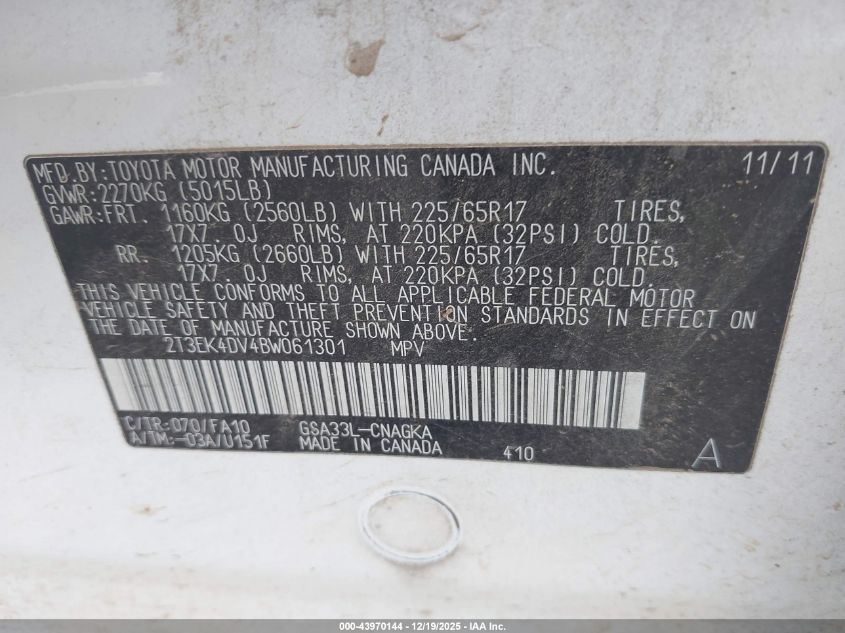 MFD BY:TOYOTA MOTOR MANUFACTURING CANADA INC. 11/11
GVWR:2270KG (5015LB)
GAWR:FRT. 1160KG (2560LB) WITH 225/65R17 TIRES,
17X7.0J RIMS, AT 220KPA (32PSI) COLD.
RR. 1205KG (2660LB) WITH 225/65R17 TIRES,
17X7.0J RIMS, AT 220KPA (32PSI) COLD.
THIS VEHICLE CONFORMS TO ALL APPLICABLE FEDERAL MOTOR
VEHICLE SAFETY AND THEFT PREVENTION STANDARDS IN EFFECT ON
THE DATE OF MANUFACTURE SHOWN ABOVE.
2T3EK4DV4BW061301 MPV
C/TR:070/FA10 GSA33L-CNAGKA
A/TM:-03A/U151F MADE IN CANADA 410 A
000-43970144 - 12/19/2025 - IAA Inc.